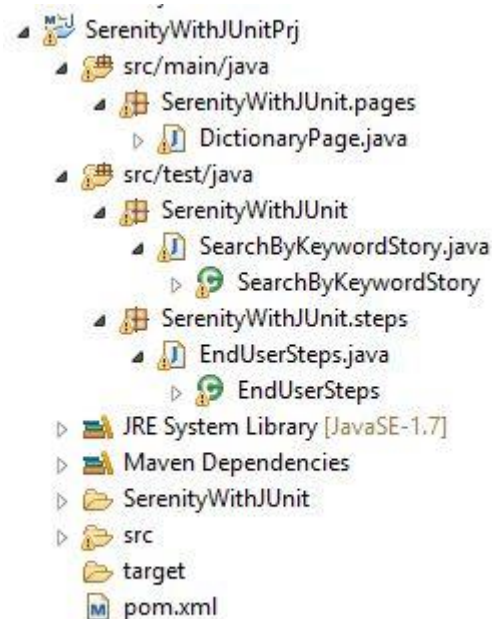 SerenityWithJUnitPrj
src/main/java
SerenityWithJUnit.pages
DictionaryPage.java
src/test/java
SerenityWithJUnit
SearchByKeywordStory.java
SearchByKeywordStory
SerenityWithJUnit.steps
EndUserSteps.java
EndUserSteps
JRE System Library [JavaSE-1.7]
Maven Dependencies
SerenityWithJUnit
src
target
pom.xml